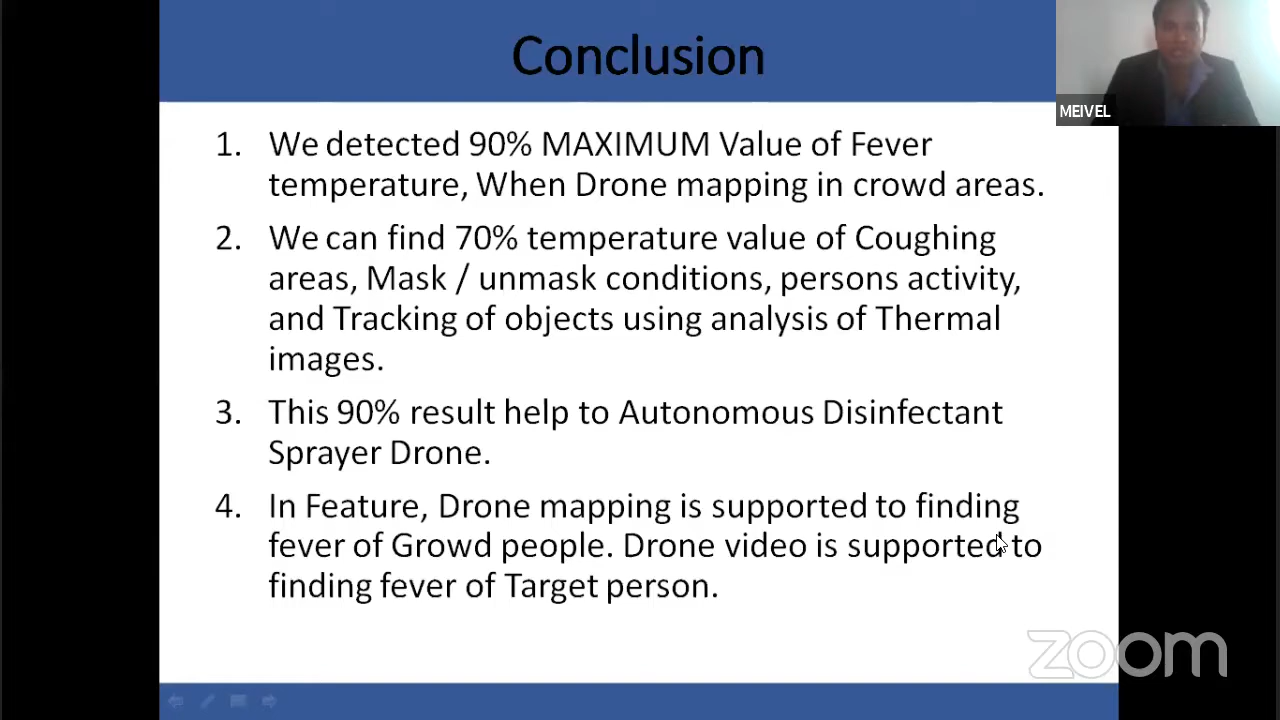 Conclusion
MEIVEL
1. We detected 90% MAXIMUM Value of Fever
temperature, When Drone mapping in crowd areas.
2. We can find 70% temperature value of Coughing
areas, Mask / unmask conditions, persons activity,
and Tracking of objects using analysis of Thermal
images.
3. This 90% result help to Autonomous Disinfectant
Sprayer Drone.
4. In Feature, Drone mapping is supported to finding
fever of Growd people. Drone video is supported to
finding fever of Target person.
zoom